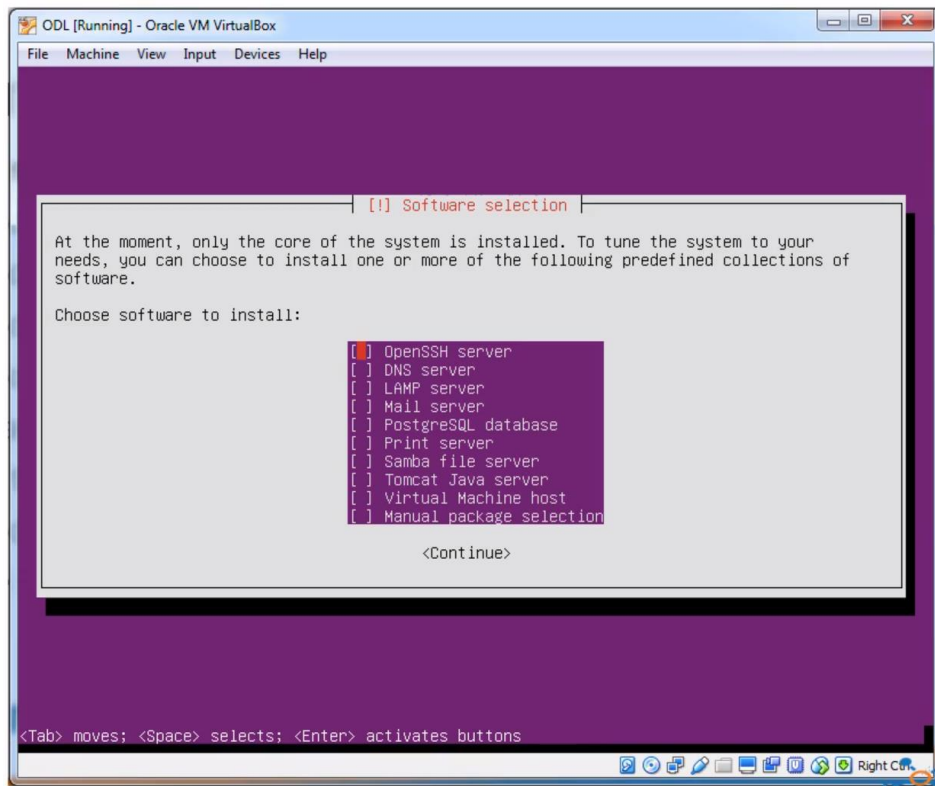 ODL [Running] - Oracle VM VirtualBox
File Machine View Input Devices Help
[!] Software selection
At the moment, only the core of the system is installed. To tune the system to your
needs, you can choose to install one or more of the following predefined collections of
software.
Choose software to install:
[ ] OpenSSH server
[ ] DNS server
[ ] LAMP server
[ ] Mail server
[ ] PostgreSQL database
[ ] Print server
[ ] Samba file server
[ ] Tomcat Java server
[ ] Virtual Machine host
[ ] Manual package selection
<Continue>
<Tab> moves; <Space> selects; <Enter> activates buttons
Right